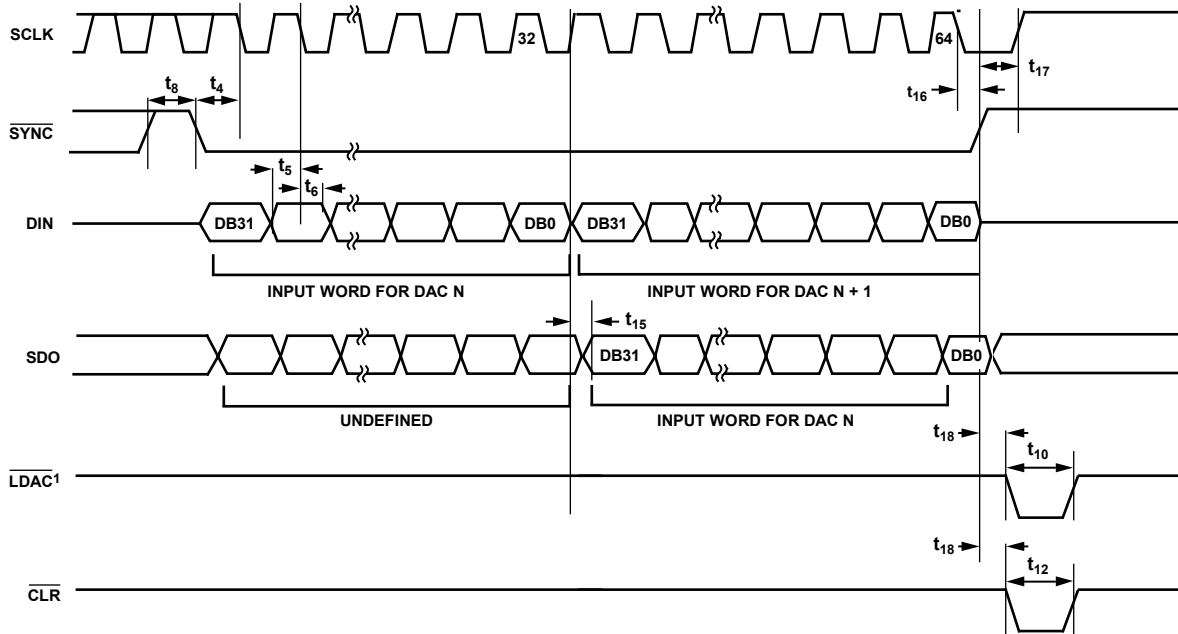 SCLK
32
64
t8
t4
t16
t17
SYNC
t5
t6
DIN
DB31
DB0
DB31
DB0
INPUT WORD FOR DAC N
INPUT WORD FOR DAC N + 1
t15
SDO
DB31
DB0
UNDEFINED
INPUT WORD FOR DAC N
t18
t10
LDAC1
t18
t12
CLR